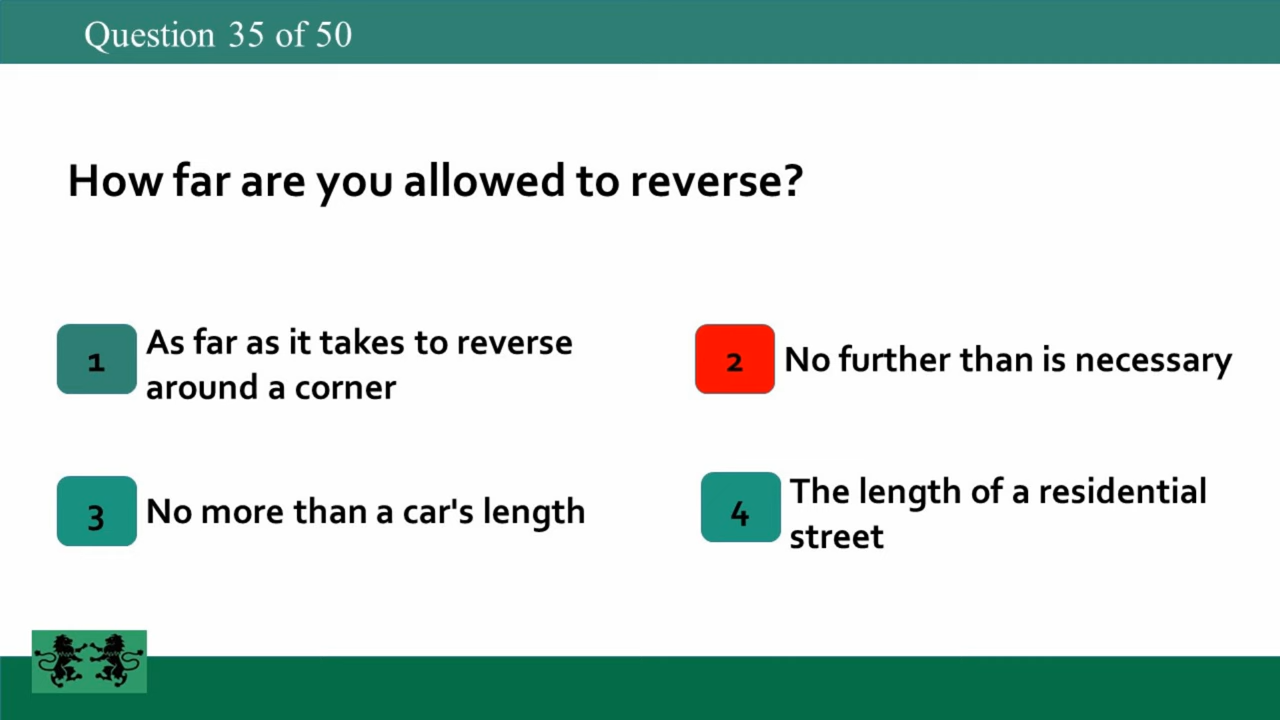 Question 35 of 50
How far are you allowed to reverse?
1
As far as it takes to reverse
around a corner
2
No further than is necessary
3
No more than a car's length
4
The length of a residential
street